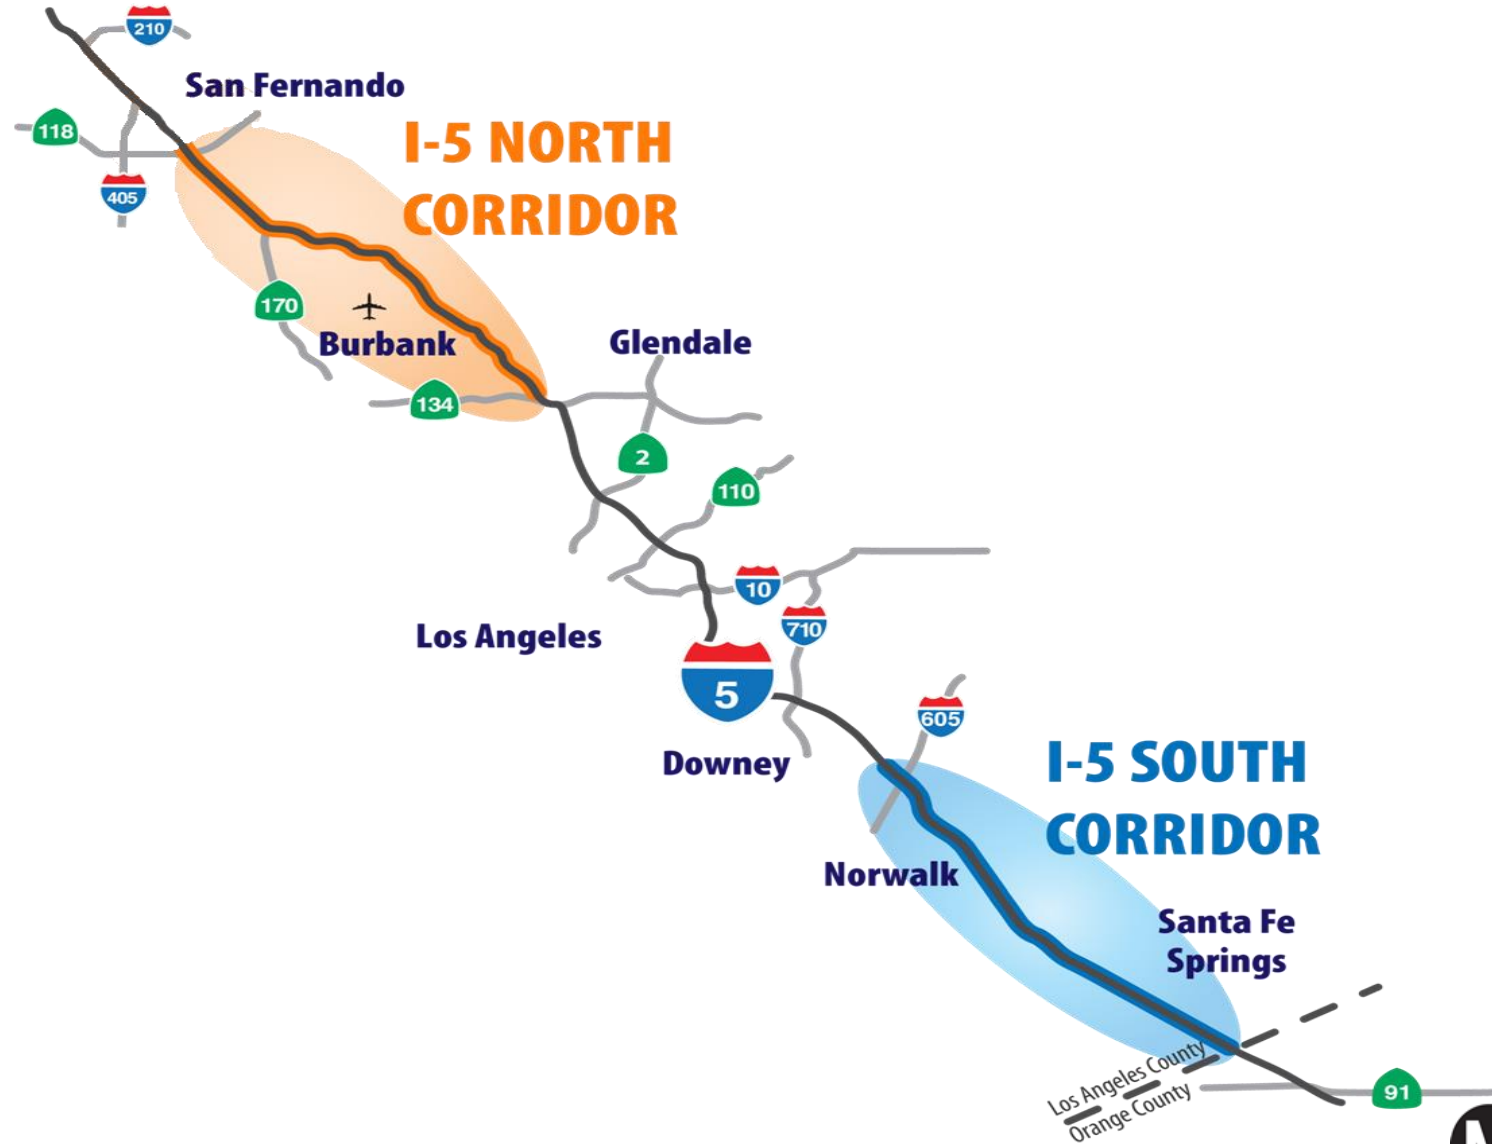 210
San Fernando
118
I-5 NORTH
CORRIDOR
405
170
Burbank
Glendale
134
2
110
10
710
Los Angeles
5
605
Downey
I-5 SOUTH
CORRIDOR
Norwalk
Santa Fe
Springs
Los Angeles County
Orange County
91